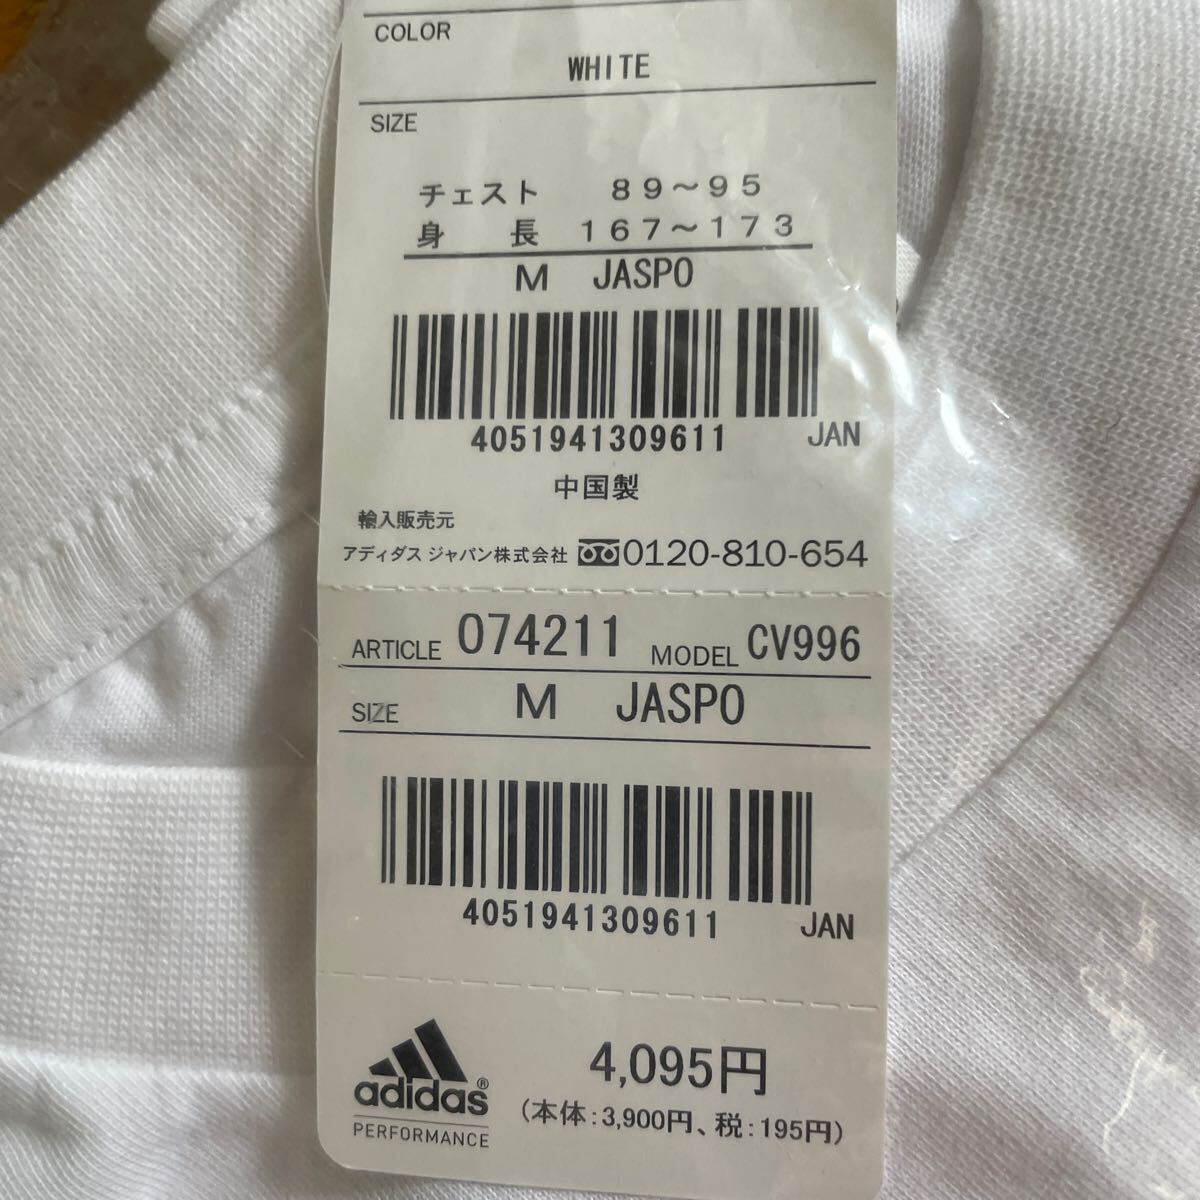 COLOR
WHITE
SIZE
チェスト 89～95
身長 167～173
M JASPO
4051941309611 JAN
中国製
輸入販売元
アディダス ジャパン株式会社 0120-810-654
ARTICLE 074211 MODEL CV996
SIZE M JASPO
4051941309611 JAN
adidas®
PERFORMANCE
4,095円
(本体:3,900円、税:195円)